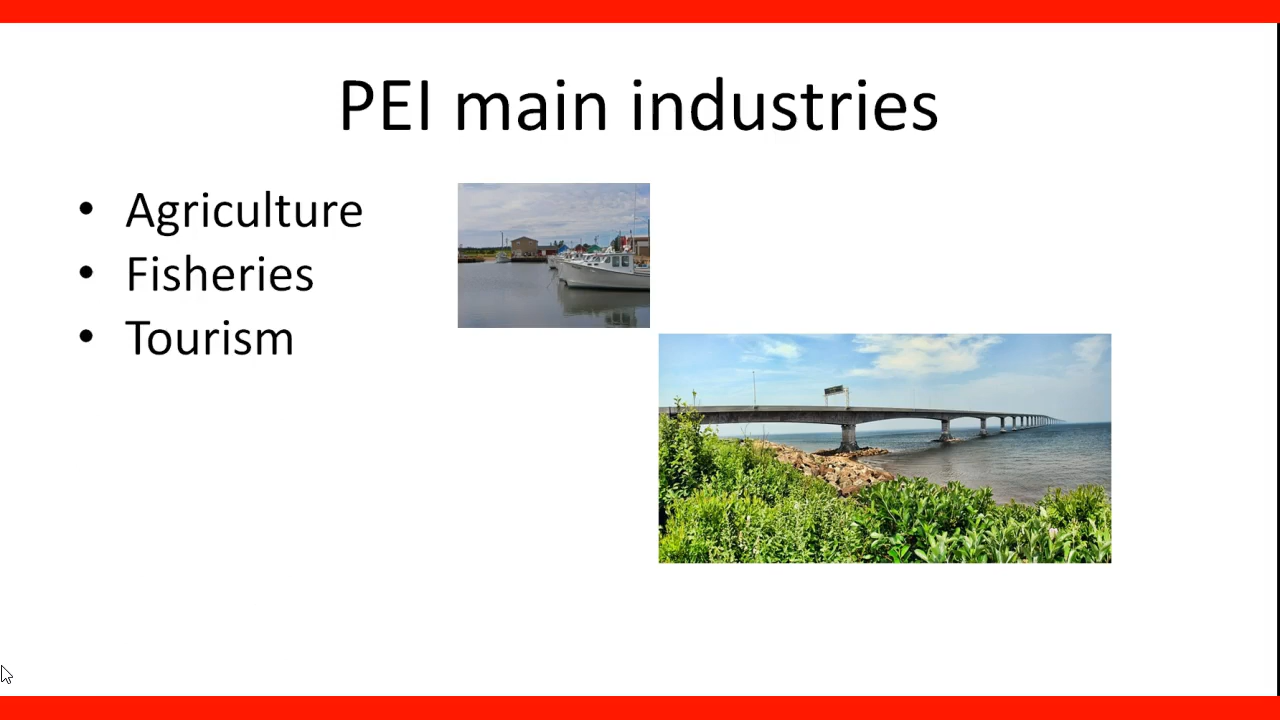 PEI main industries
• Agriculture
• Fisheries
• Tourism